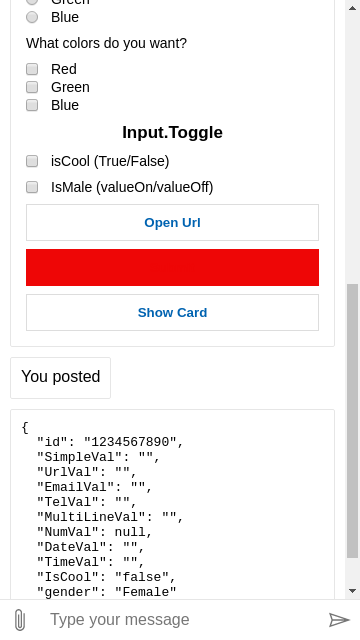 Green
Blue
What colors do you want?
Red
Green
Blue
Input.Toggle
isCool (True/False)
IsMale (valueOn/valueOff)
Open Url
Show Card
You posted
{
  "id": "1234567890",
  "SimpleVal": "",
  "UrlVal": "",
  "EmailVal": "",
  "TelVal": "",
  "MultiLineVal": "",
  "NumVal": null,
  "DateVal": "",
  "TimeVal": "",
  "IsCool": "false",
  "gender": "Female"
Type your message